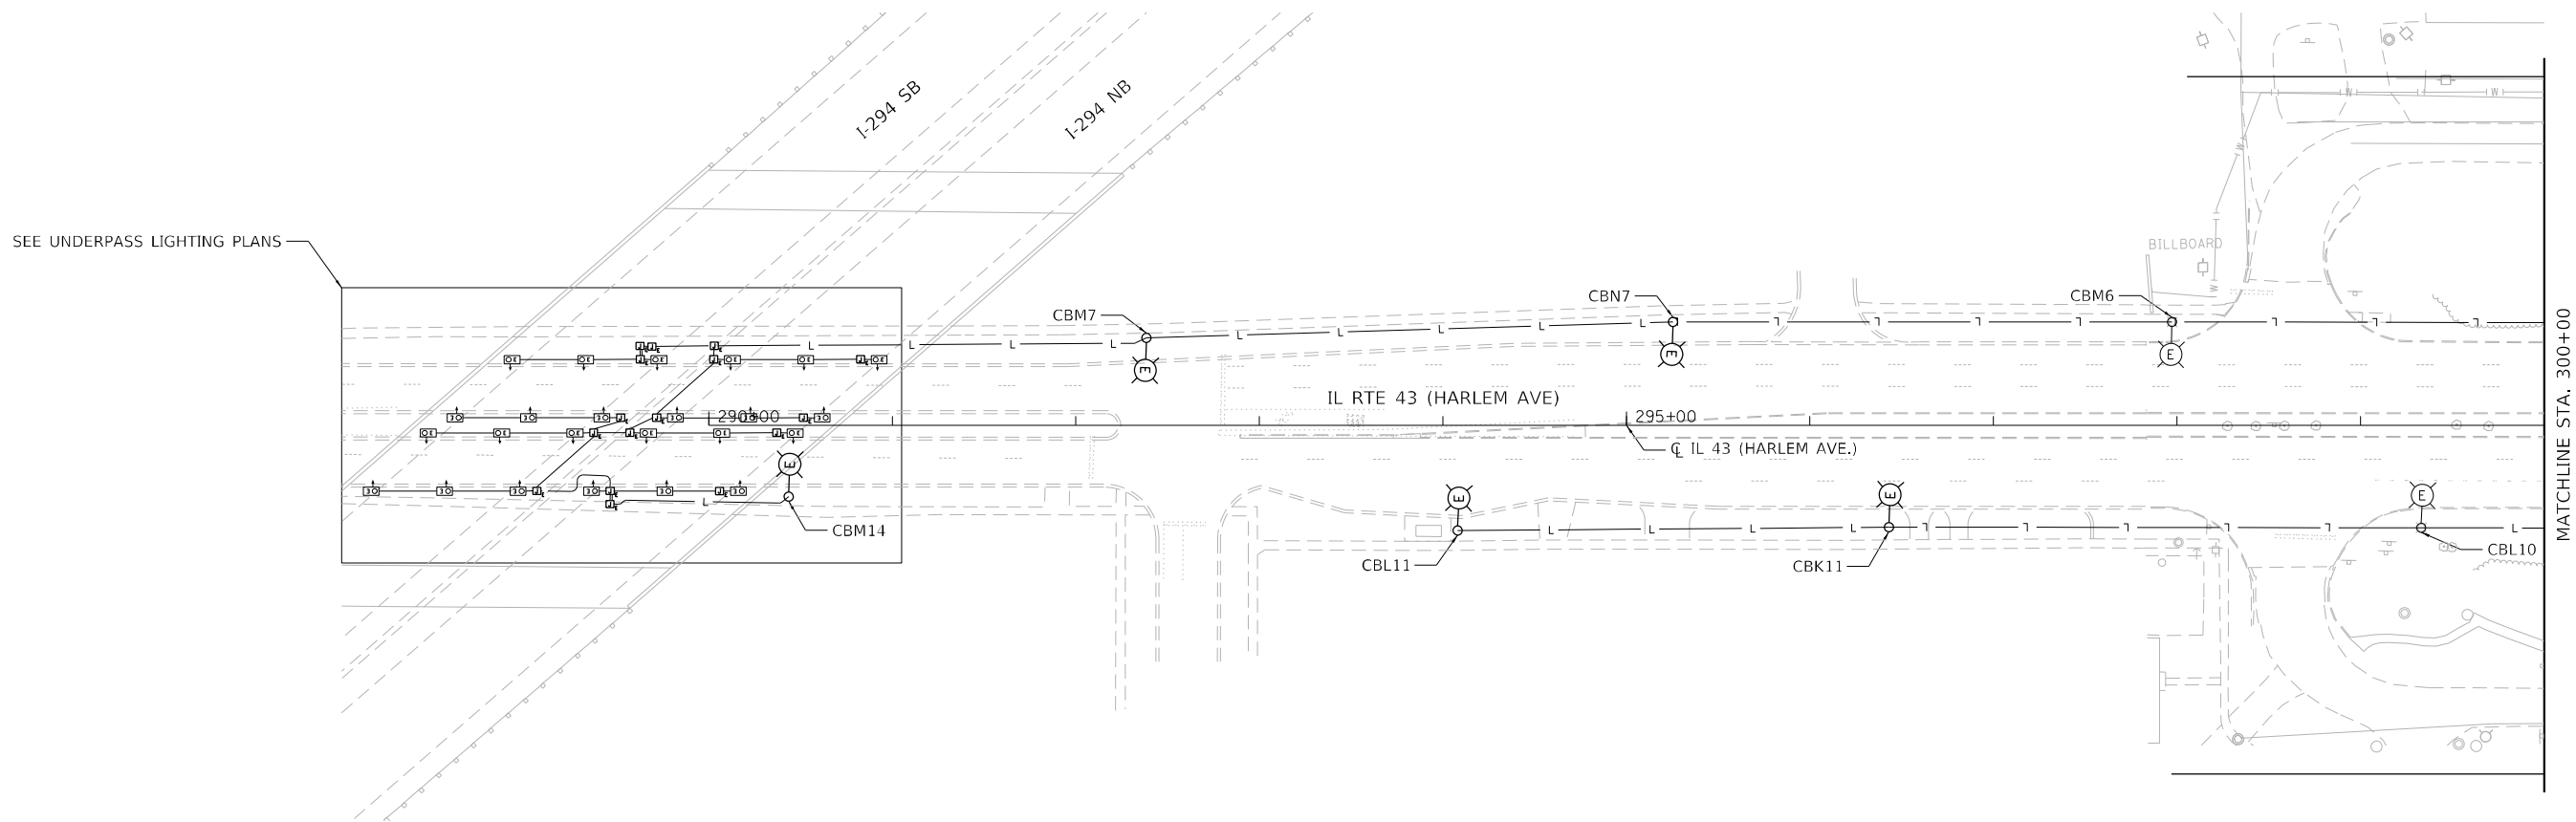 I-294 SB
I-294 NB
SEE UNDERPASS LIGHTING PLANS
BILLBOARD
CBM7
CBN7
CBM6
IL RTE 43 (HARLEM AVE)
290+00
295+00
℄ IL 43 (HARLEM AVE.)
CBM14
CBL11
CBK11
CBL10
MATCHLINE STA. 300+00